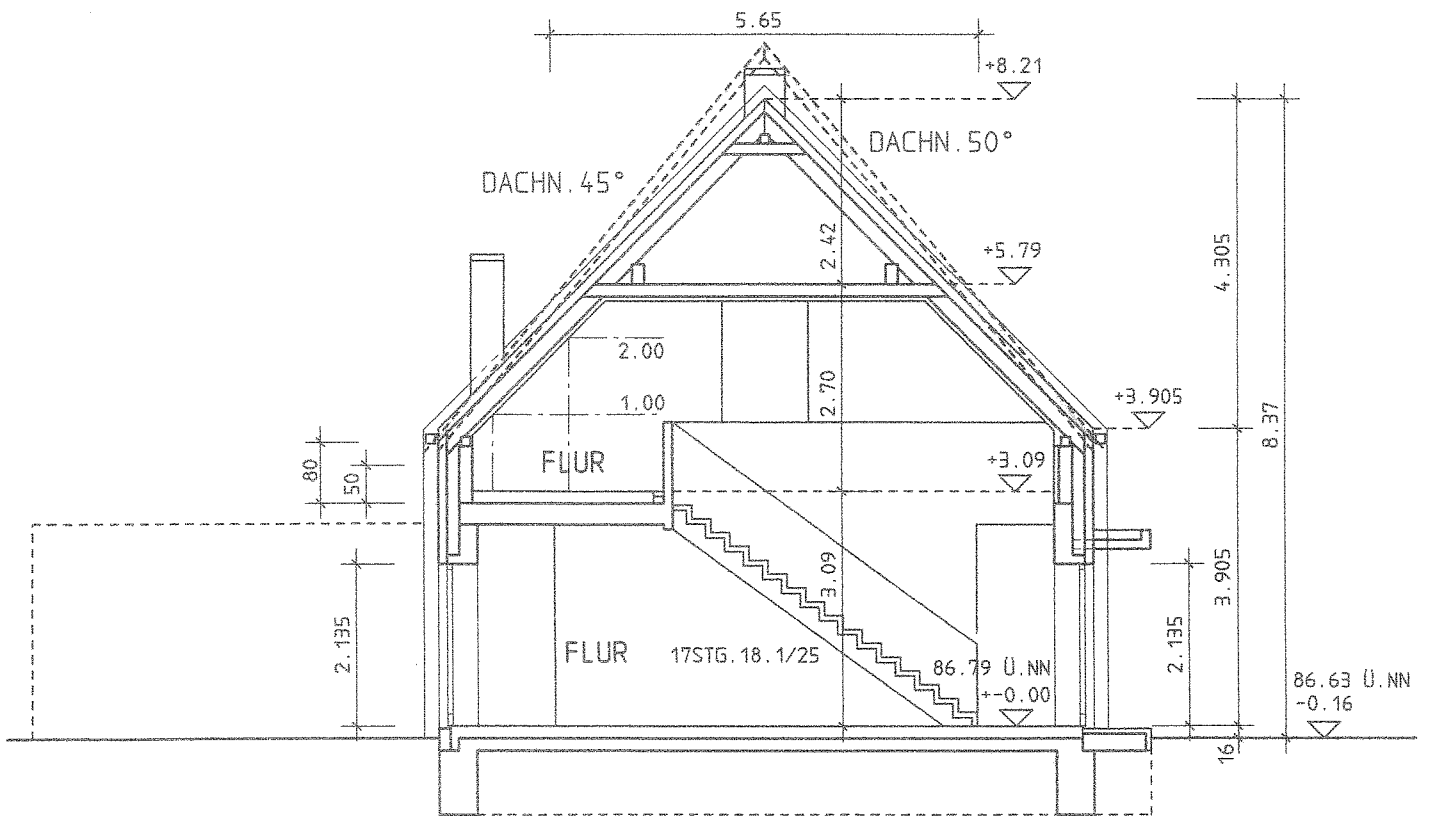 5.65
+8.21
DACHN.50°
DACHN.45°
2.42
+5.79
4.305
2.00
2.70
1.00
+3.905
8.37
80
50
FLUR
+3.09
3.09
3.905
2.135
FLUR
17STG.18.1/25
86.79 Ü.NN
+-0.00
2.135
86.63 Ü.NN
-0.16
16